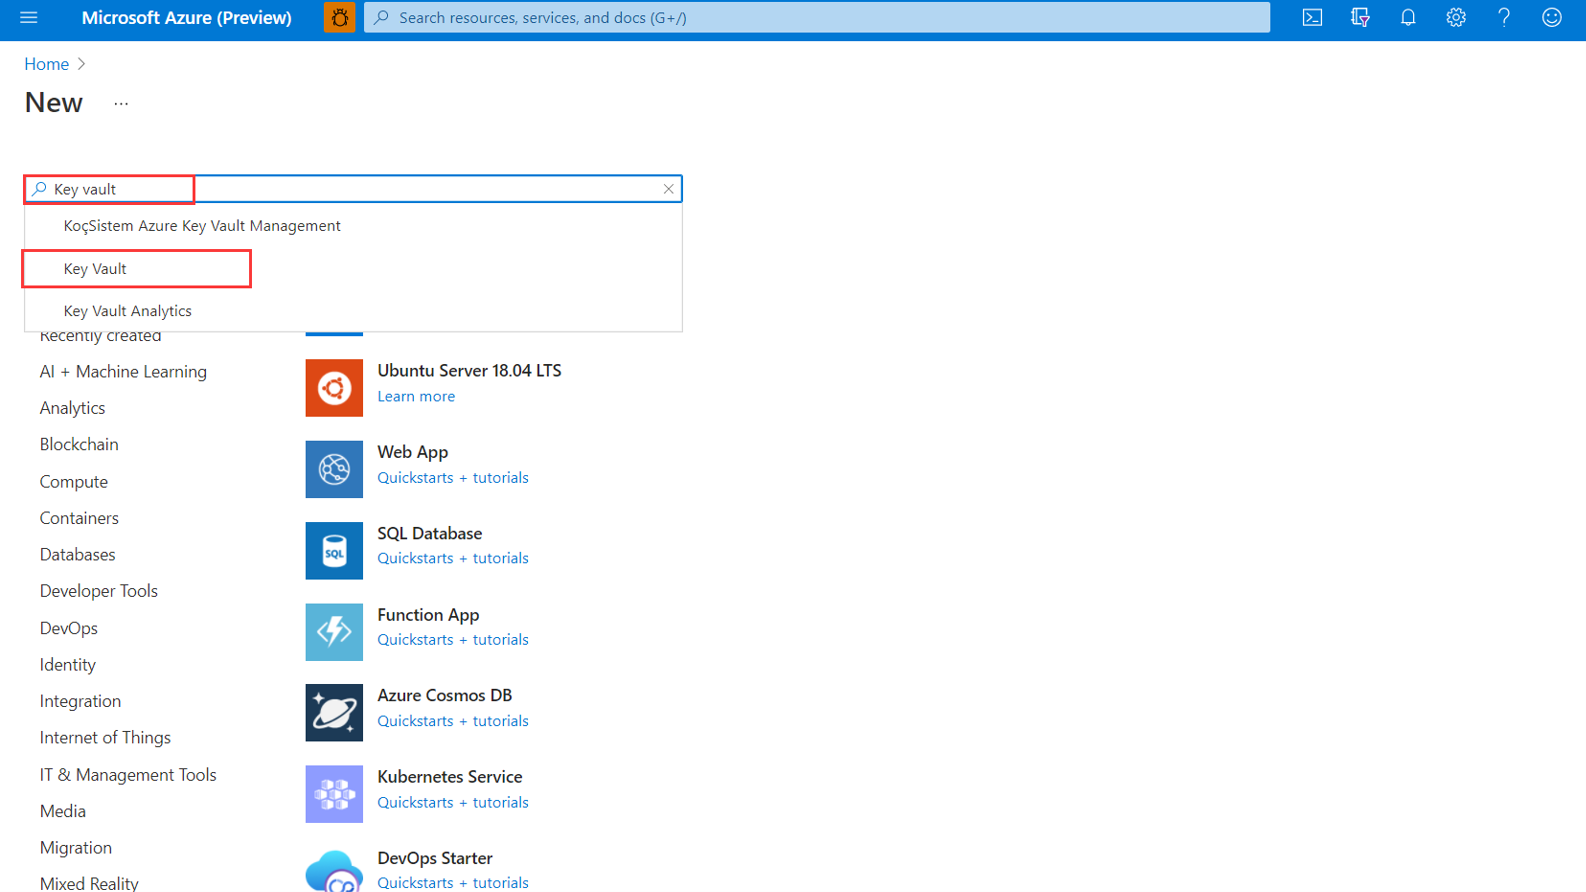 Microsoft Azure (Preview)
Search resources, services, and docs (G+/)
Home
New
Key vault
KoçSistem Azure Key Vault Management
Key Vault
Key Vault Analytics
Recently created
AI + Machine Learning
Analytics
Blockchain
Compute
Containers
Databases
Developer Tools
DevOps
Identity
Integration
Internet of Things
IT & Management Tools
Media
Migration
Mixed Reality
Ubuntu Server 18.04 LTS
Learn more
Web App
Quickstarts + tutorials
SQL
SQL Database
Quickstarts + tutorials
Function App
Quickstarts + tutorials
Azure Cosmos DB
Quickstarts + tutorials
Kubernetes Service
Quickstarts + tutorials
DevOps Starter
Quickstarts + tutorials